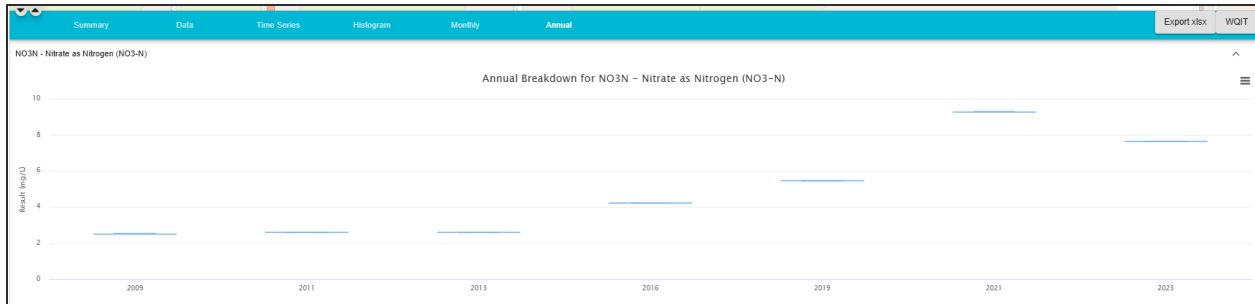 Summary Data Time Series Histogram Monthly Annual Export xlsx WQIT
NO3N - Nitrate as Nitrogen (NO3-N)
Annual Breakdown for NO3N – Nitrate as Nitrogen (NO3–N)
Result (mg/L)
10
8
6
4
2
0
2009 2011 2013 2016 2019 2021 2023